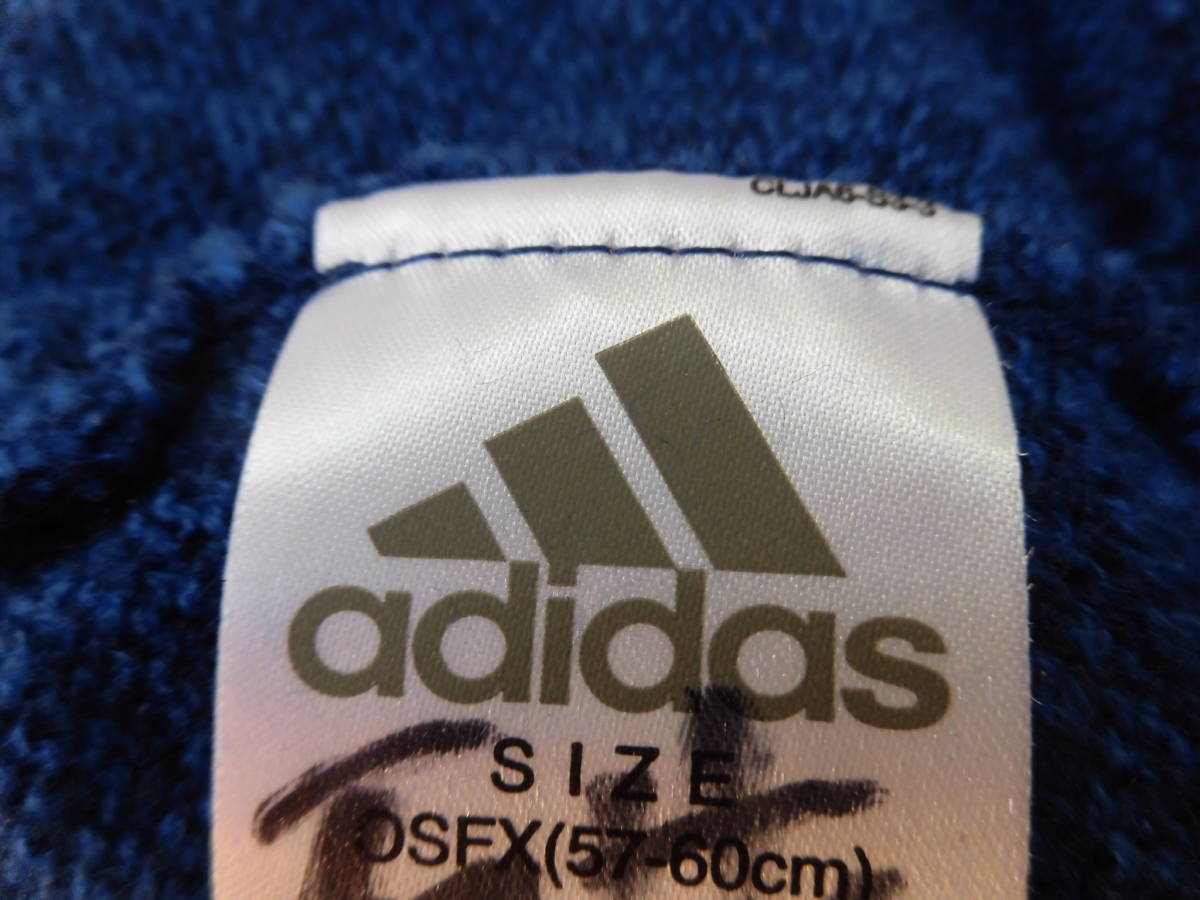 adidas
SIZE
OSFX(57-60cm)